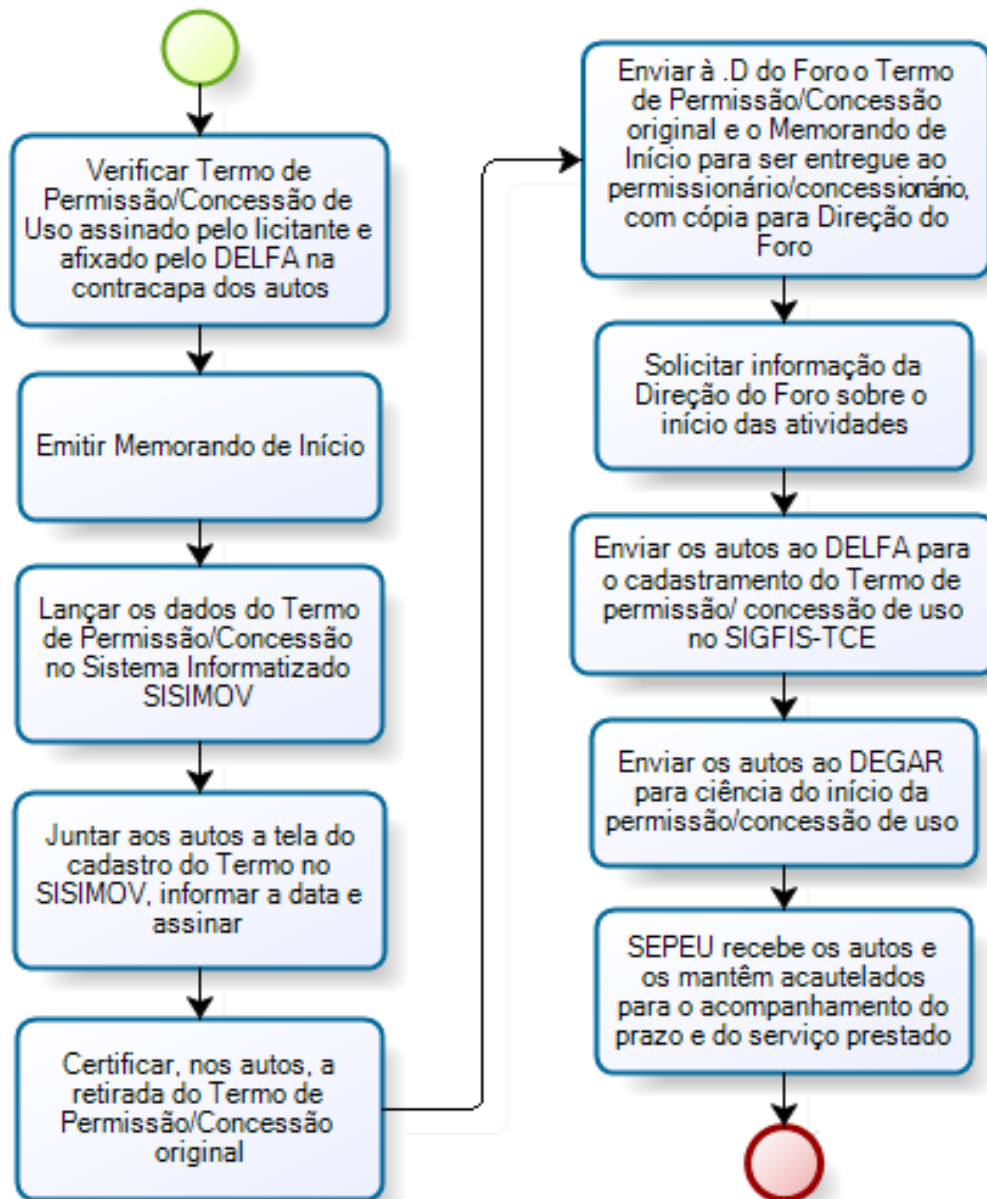 Verificar Termo de
Permissão/Concessão de
Uso assinado pelo licitante e
afixado pelo DELFA na
contracapa dos autos
Emitir Memorando de Início
Lançar os dados do Termo
de Permissão/Concessão
no Sistema Informatizado
SISIMOV
Juntar aos autos a tela do
cadastro do Termo no
SISIMOV, informar a data e
assinar
Certificar, nos autos, a
retirada do Termo de
Permissão/Concessão
original
Enviar à .D do Foro o Termo
de Permissão/Concessão
original e o Memorando de
Início para ser entregue ao
permissionário/concessionário,
com cópia para Direção do
Foro
Solicitar informação da
Direção do Foro sobre o
início das atividades
Enviar os autos ao DELFA para
o cadastramento do Termo de
permissão/ concessão de uso
no SIGFIS-TCE
Enviar os autos ao DEGAR
para ciência do início da
permissão/concessão de uso
SEPEU recebe os autos e
os mantêm acautelados
para o acompanhamento do
prazo e do serviço prestado